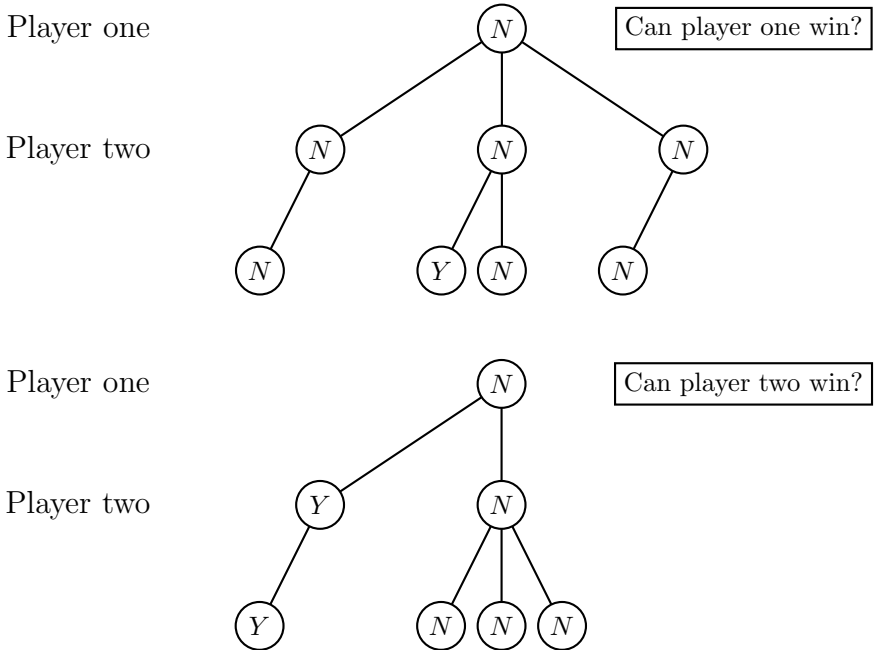 Player one N Can player one win?
Player two N N N
N Y N N
Player one N Can player two win?
Player two Y N
Y N N N